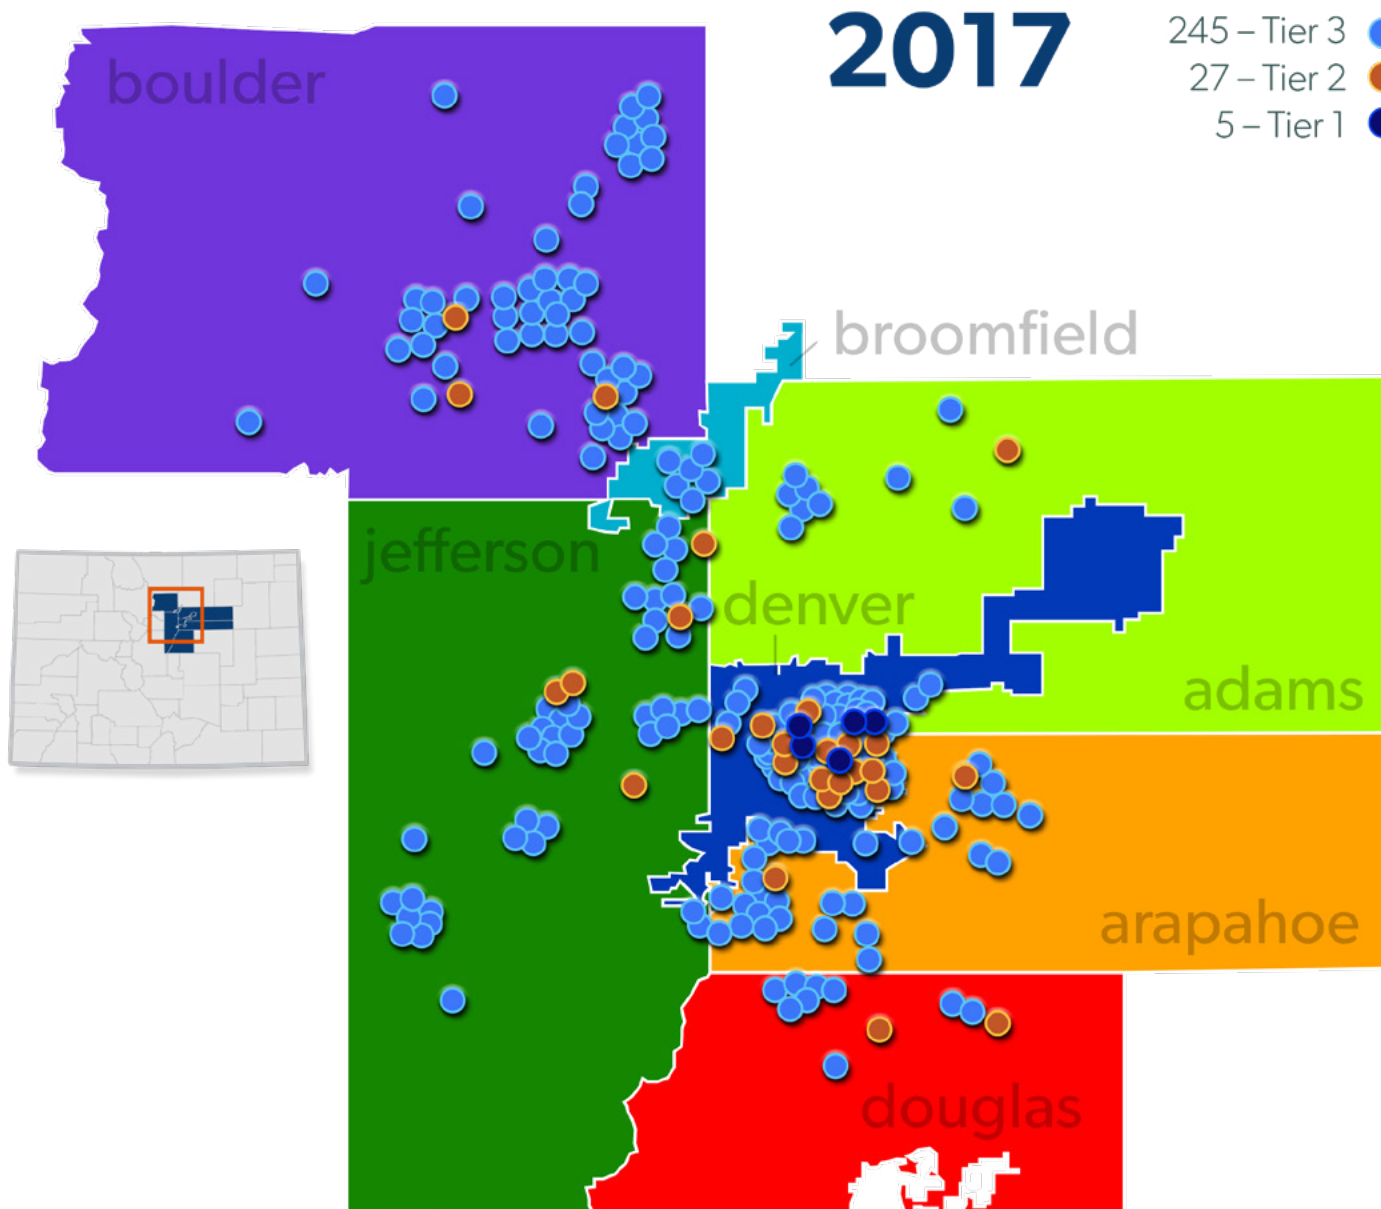 2017
245 – Tier 3
27 – Tier 2
5 – Tier 1
boulder
broomfield
jefferson
denver
adams
arapahoe
douglas